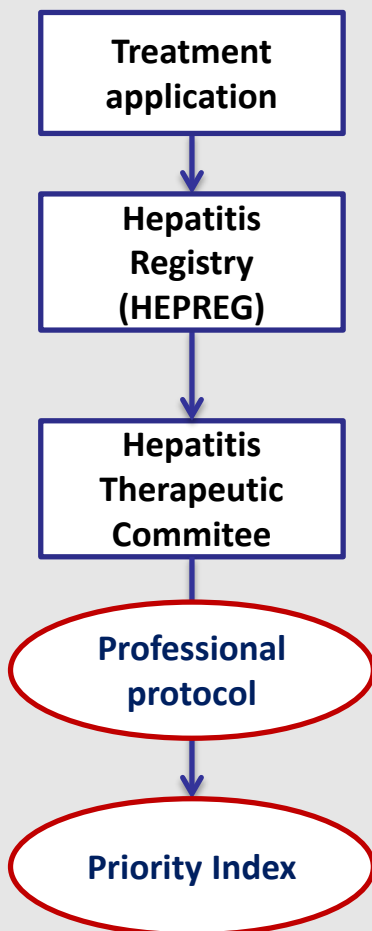 Treatment
application
Hepatitis
Registry
(HEPREG)
Hepatitis
Therapeutic
Commitee
Professional
protocol
Priority Index